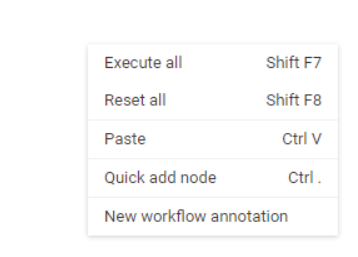 Execute all Shift F7
Reset all Shift F8
Paste Ctrl V
Quick add node Ctrl .
New workflow annotation